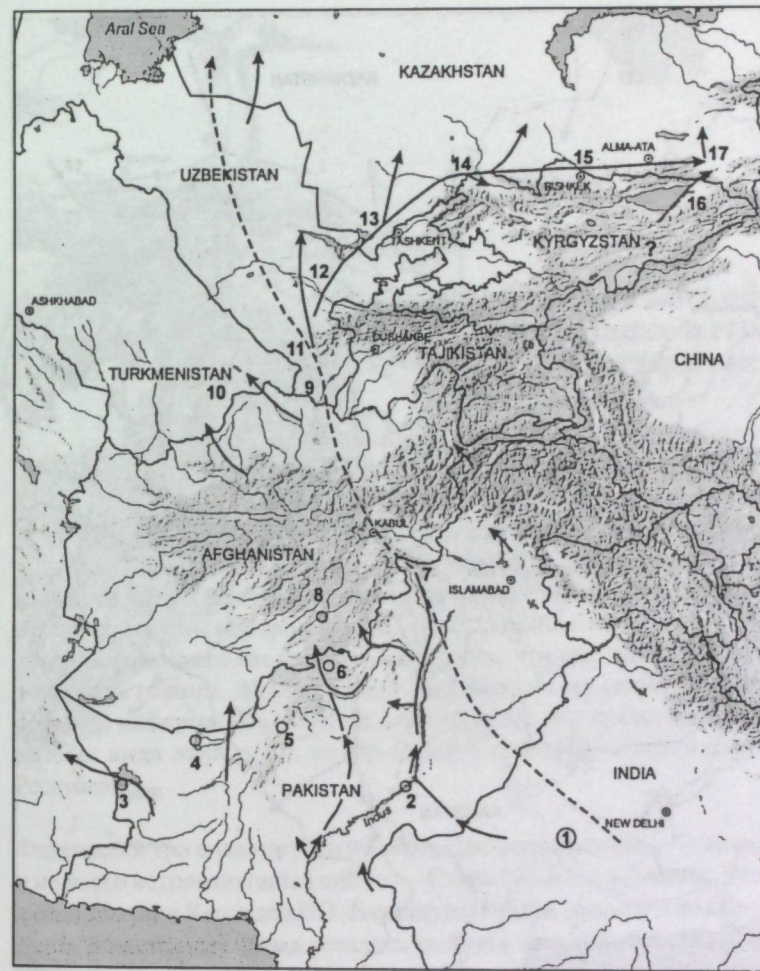 Aral Sea
KAZAKHSTAN
ALMA-ATA
14
15
17
UZBEKISTAN
BISHKEK
16
13
TASHKENT
KYRGYZSTAN
?
12
ASHKHABAD
11
DUSHANBE
TAJIKISTAN
CHINA
TURKMENISTAN
10
9
KABUL
AFGHANISTAN
7
ISLAMABAD
8
6
4
5
INDIA
3
PAKISTAN
2
Indus
NEW DELHI
1